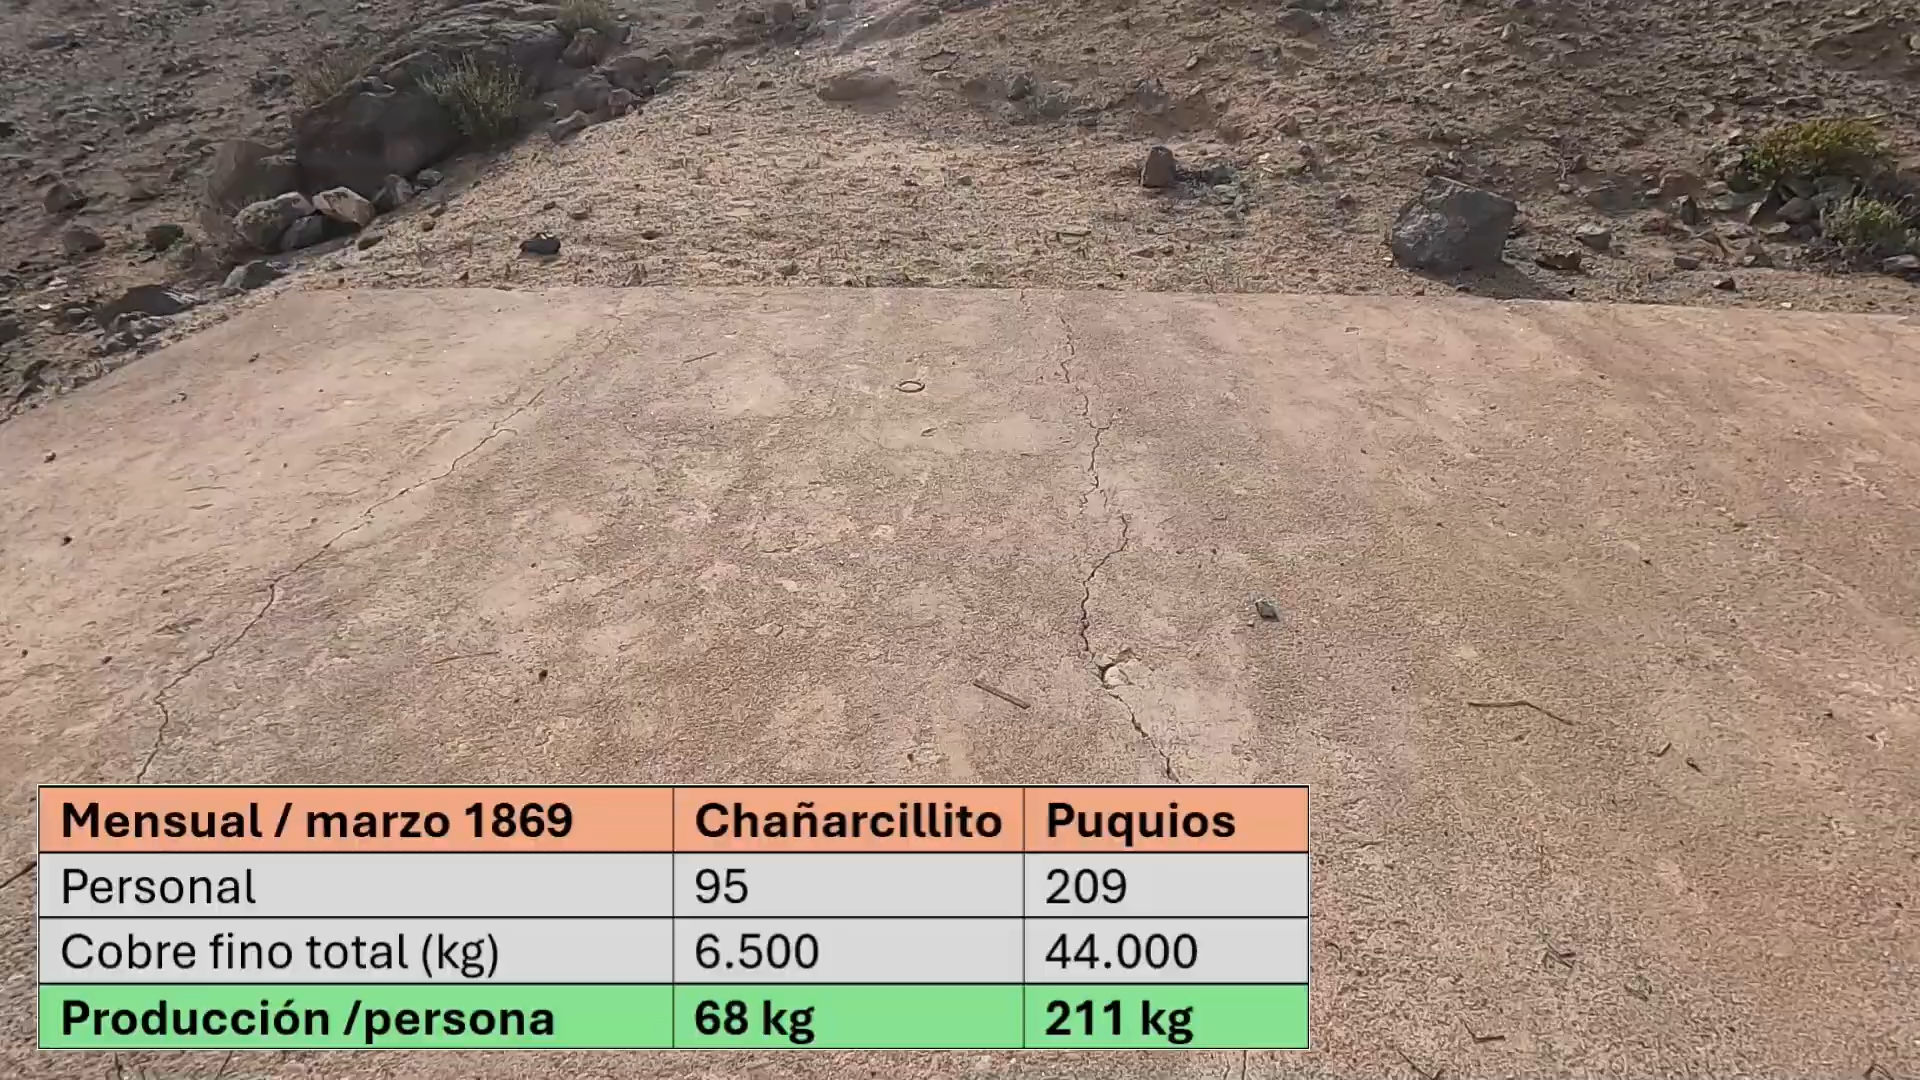 Mensual / marzo 1869 Chañarcillito Puquios
Personal 95 209
Cobre fino total (kg) 6.500 44.000
Producción /persona 68 kg 211 kg